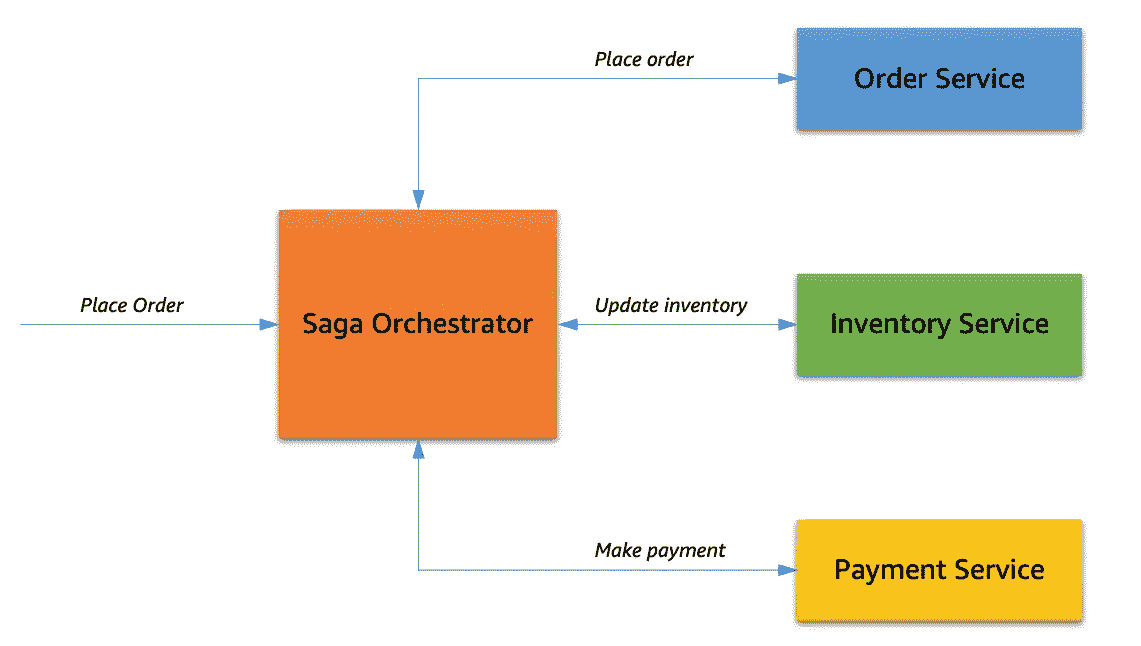 Place order
Order Service
Place Order
Saga Orchestrator
Update inventory
Inventory Service
Make payment
Payment Service